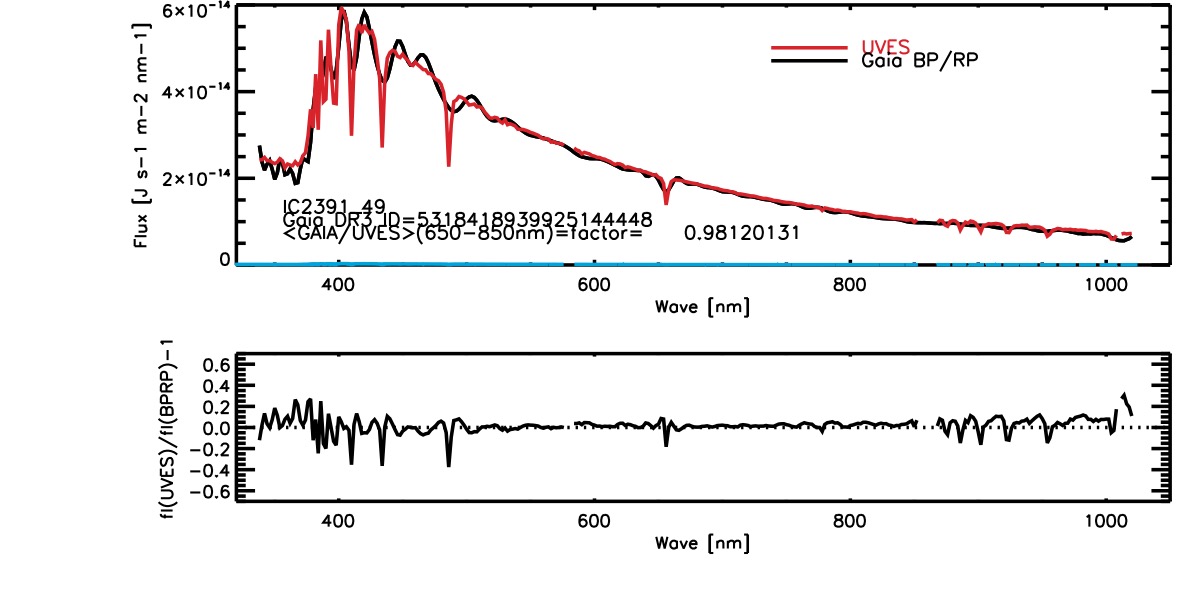 6×10⁻¹⁴
4×10⁻¹⁴
2×10⁻¹⁴
0
Flux [J s−1 m−2 nm−1]
UVES
Gaia BP/RP
IC2391_49
Gaia DR3 ID=5318418939925144448
<GAIA/UVES>(650−850nm)=factor= 0.98120131
400 600 800 1000
Wave [nm]
fl(UVES)/fl(BPRP)−1
0.6
0.4
0.2
0.0
−0.2
−0.4
−0.6
400 600 800 1000
Wave [nm]